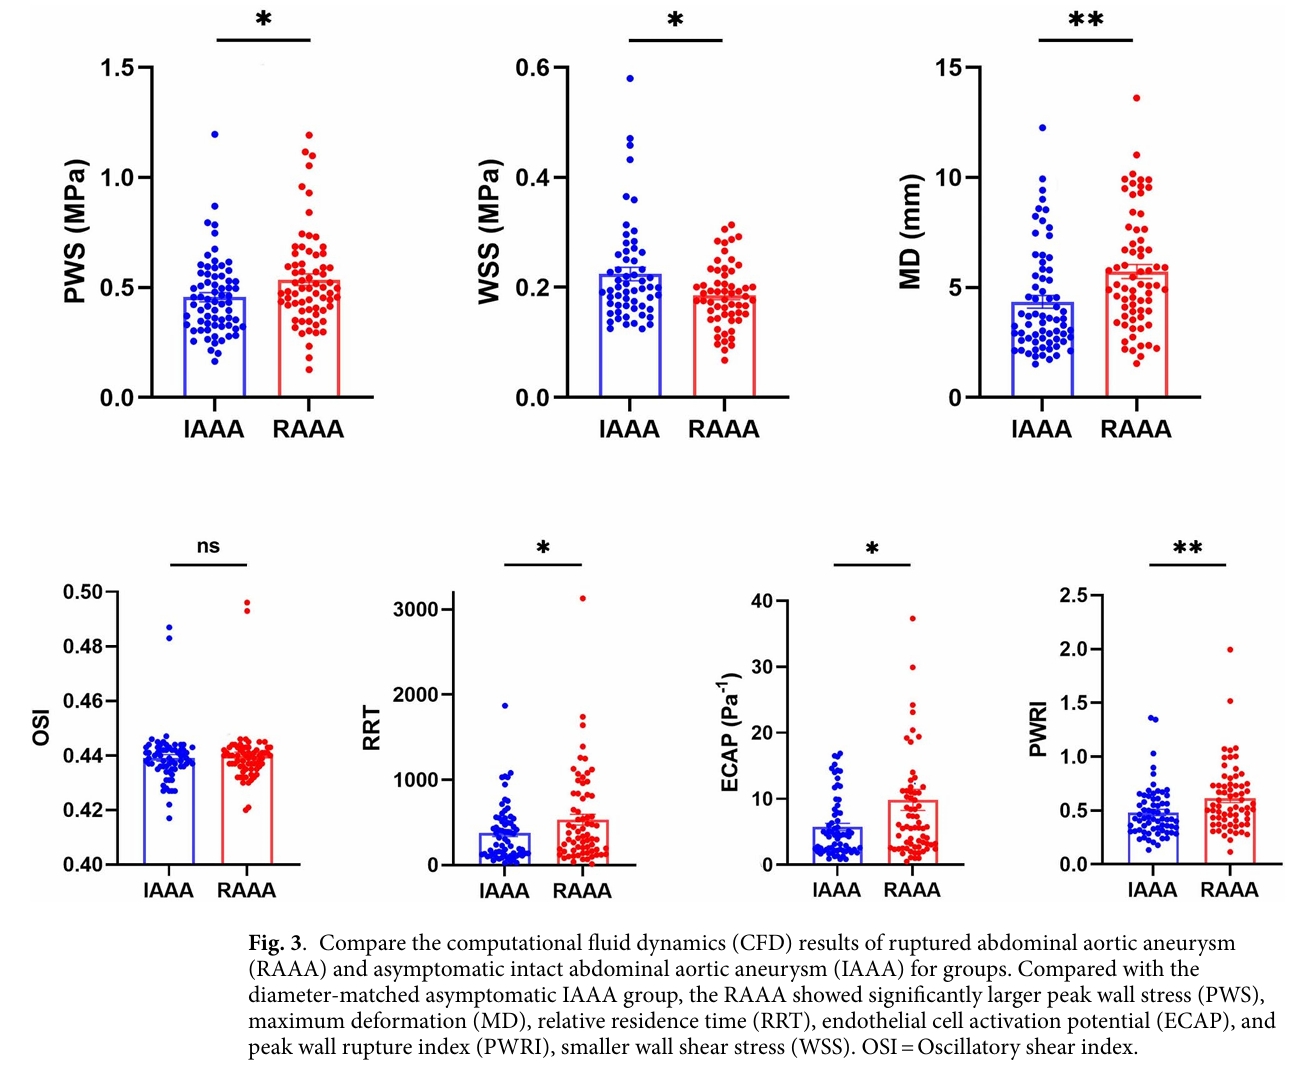 *
*
**
1.5
1.0
0.5
0.0
PWS (MPa)
IAAA RAAA
0.6
0.4
0.2
0.0
WSS (MPa)
IAAA RAAA
15
10
5
0
MD (mm)
IAAA RAAA
ns
*
*
**
0.50
0.48
0.46
0.44
0.42
0.40
OSI
IAAA RAAA
3000
2000
1000
0
RRT
IAAA RAAA
40
30
20
10
0
ECAP (Pa⁻¹)
IAAA RAAA
2.5
2.0
1.5
1.0
0.5
0.0
PWRI
IAAA RAAA
Fig. 3. Compare the computational fluid dynamics (CFD) results of ruptured abdominal aortic aneurysm
(RAAA) and asymptomatic intact abdominal aortic aneurysm (IAAA) for groups. Compared with the
diameter-matched asymptomatic IAAA group, the RAAA showed significantly larger peak wall stress (PWS),
maximum deformation (MD), relative residence time (RRT), endothelial cell activation potential (ECAP), and
peak wall rupture index (PWRI), smaller wall shear stress (WSS). OSI = Oscillatory shear index.